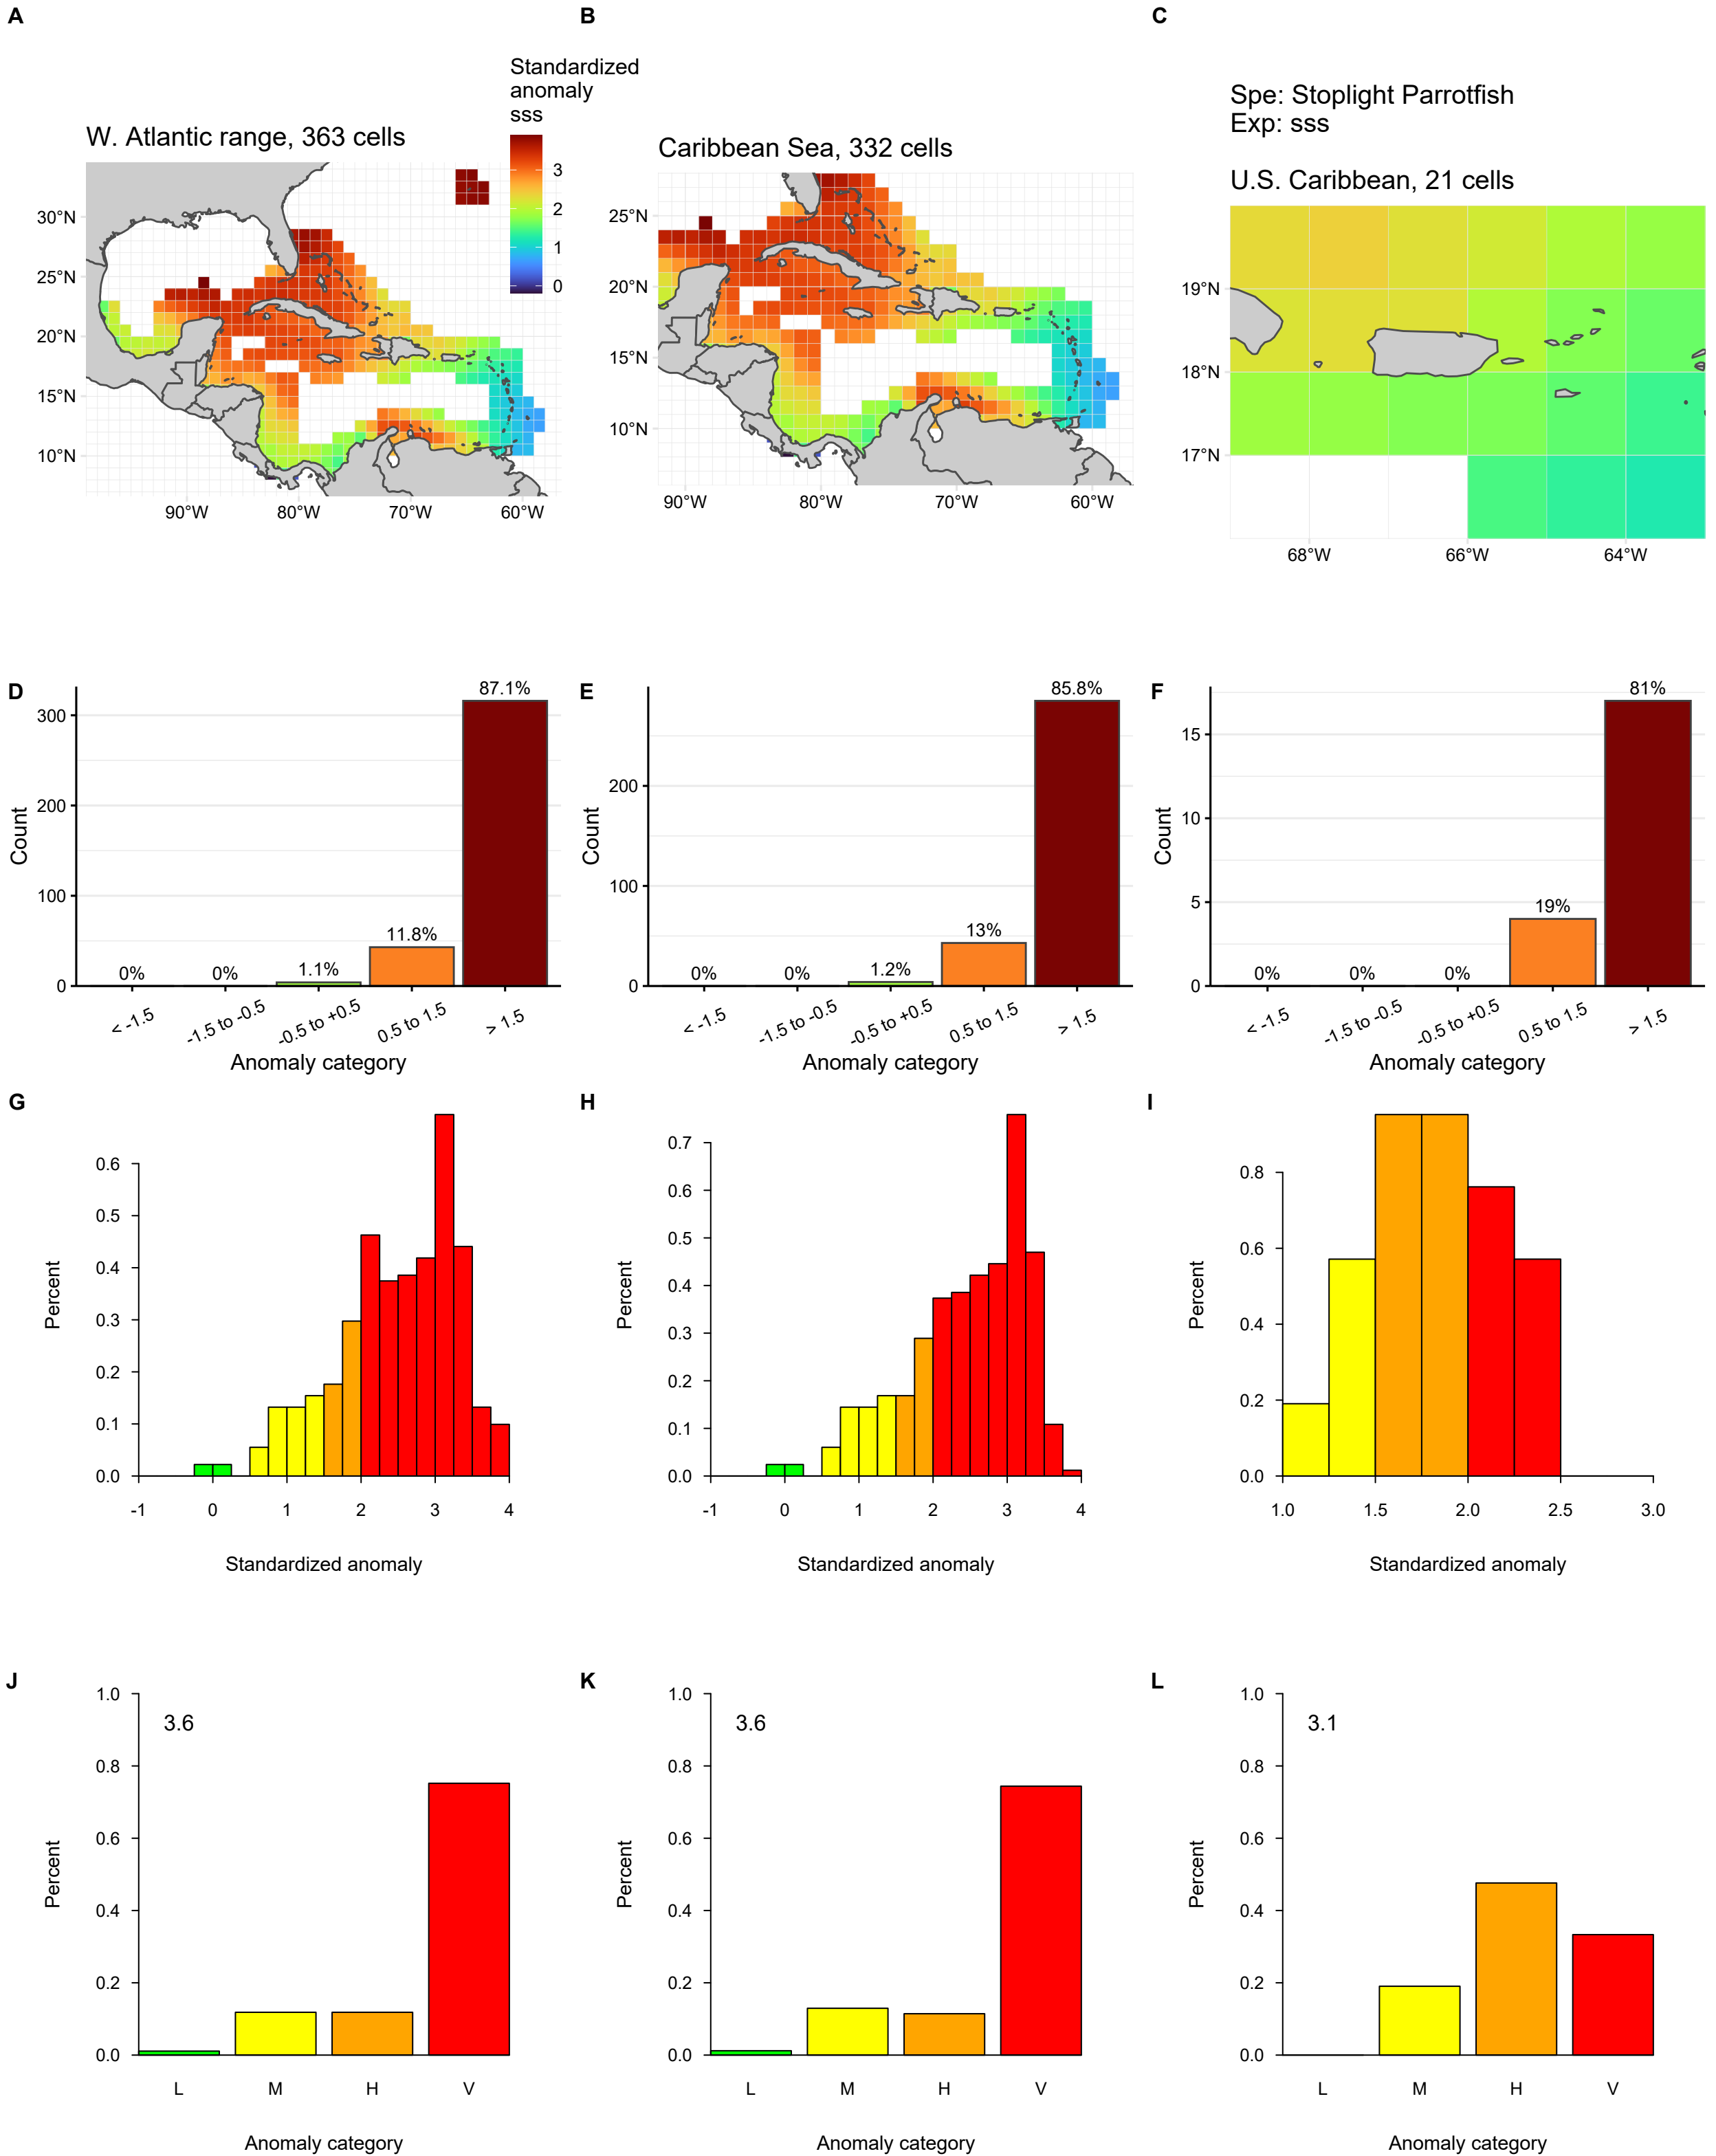 A
B
C
Standardized
anomaly
sss
3
2
1
0
W. Atlantic range, 363 cells
30°N
25°N
20°N
15°N
10°N
90°W 80°W 70°W 60°W
Caribbean Sea, 332 cells
25°N
20°N
15°N
10°N
90°W 80°W 70°W 60°W
Spe: Stoplight Parrotfish
Exp: sss
U.S. Caribbean, 21 cells
19°N
18°N
17°N
68°W 66°W 64°W
D
Count
300
200
100
0
0% 0% 1.1% 11.8% 87.1%
< -1.5 -1.5 to -0.5 -0.5 to +0.5 0.5 to 1.5 > 1.5
Anomaly category
E
Count
200
100
0
0% 0% 1.2% 13% 85.8%
< -1.5 -1.5 to -0.5 -0.5 to +0.5 0.5 to 1.5 > 1.5
Anomaly category
F
Count
15
10
5
0
0% 0% 0% 19% 81%
< -1.5 -1.5 to -0.5 -0.5 to +0.5 0.5 to 1.5 > 1.5
Anomaly category
G
Percent
0.6
0.5
0.4
0.3
0.2
0.1
0.0
-1 0 1 2 3 4
Standardized anomaly
H
Percent
0.7
0.6
0.5
0.4
0.3
0.2
0.1
0.0
-1 0 1 2 3 4
Standardized anomaly
I
Percent
0.8
0.6
0.4
0.2
0.0
1.0 1.5 2.0 2.5 3.0
Standardized anomaly
J
3.6
Percent
1.0
0.8
0.6
0.4
0.2
0.0
L M H V
Anomaly category
K
3.6
Percent
1.0
0.8
0.6
0.4
0.2
0.0
L M H V
Anomaly category
L
3.1
Percent
1.0
0.8
0.6
0.4
0.2
0.0
L M H V
Anomaly category